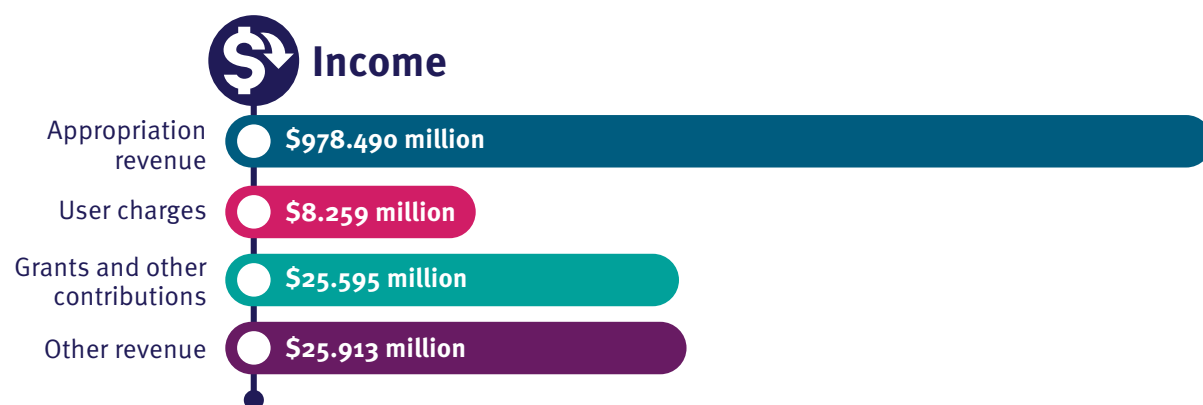 Income
Appropriation
revenue
$978.490 million
User charges
$8.259 million
Grants and other
contributions
$25.595 million
Other revenue
$25.913 million